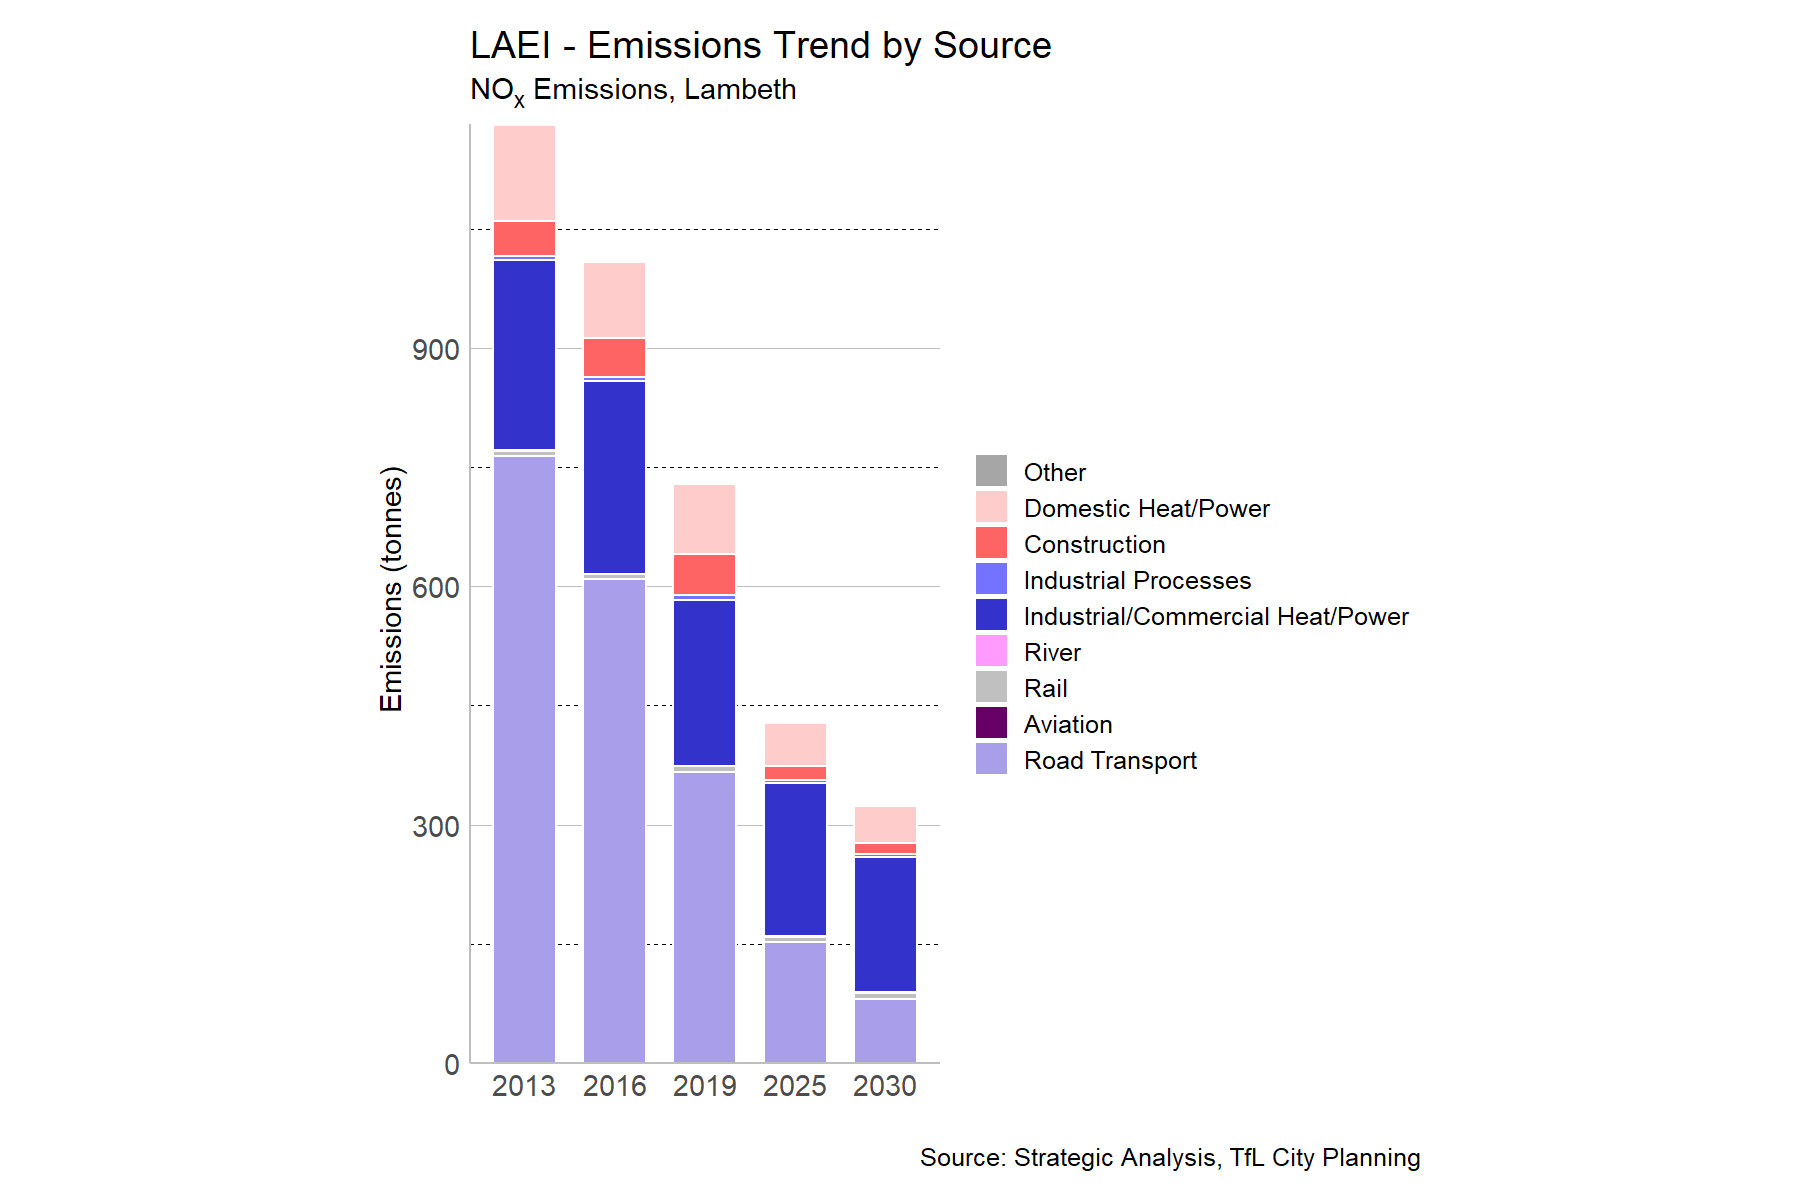 LAEI - Emissions Trend by Source
NOx Emissions, Lambeth
Emissions (tonnes)
900
600
300
0
2013 2016 2019 2025 2030
Other
Domestic Heat/Power
Construction
Industrial Processes
Industrial/Commercial Heat/Power
River
Rail
Aviation
Road Transport
Source: Strategic Analysis, TfL City Planning